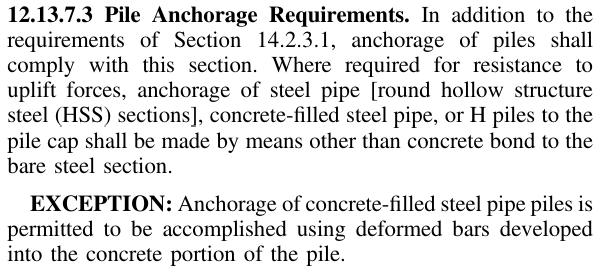 12.13.7.3 Pile Anchorage Requirements. In addition to the
requirements of Section 14.2.3.1, anchorage of piles shall
comply with this section. Where required for resistance to
uplift forces, anchorage of steel pipe [round hollow structure
steel (HSS) sections], concrete-filled steel pipe, or H piles to the
pile cap shall be made by means other than concrete bond to the
bare steel section.
EXCEPTION: Anchorage of concrete-filled steel pipe piles is
permitted to be accomplished using deformed bars developed
into the concrete portion of the pile.